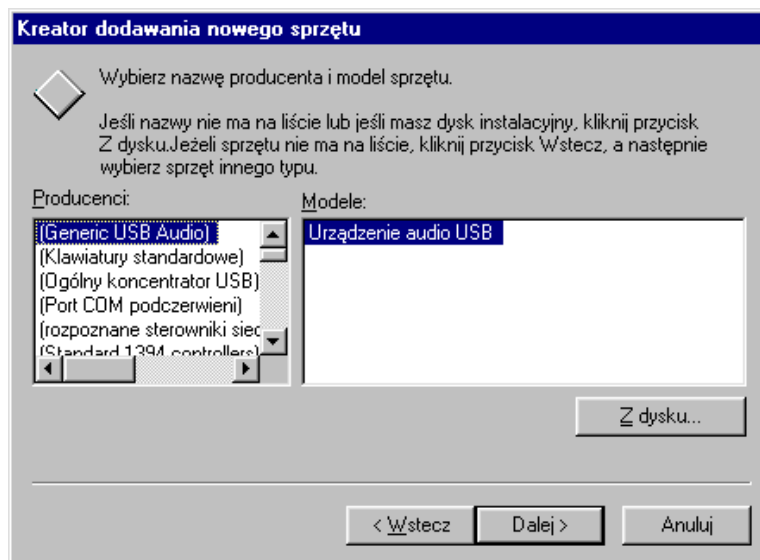 Kreator dodawania nowego sprzętu
Wybierz nazwę producenta i model sprzętu.
Jeśli nazwy nie ma na liście lub jeśli masz dysk instalacyjny, kliknij przycisk
Z dysku.Jeżeli sprzętu nie ma na liście, kliknij przycisk Wstecz, a następnie
wybierz sprzęt innego typu.
Producenci:
(Generic USB Audio)
(Klawiatury standardowe)
(Ogólny koncentrator USB)
(Port COM podczerwieni)
(rozpoznane sterowniki siec
(Standard 1394 controllers)
Modele:
Urządzenie audio USB
Z dysku...
< Wstecz
Dalej >
Anuluj